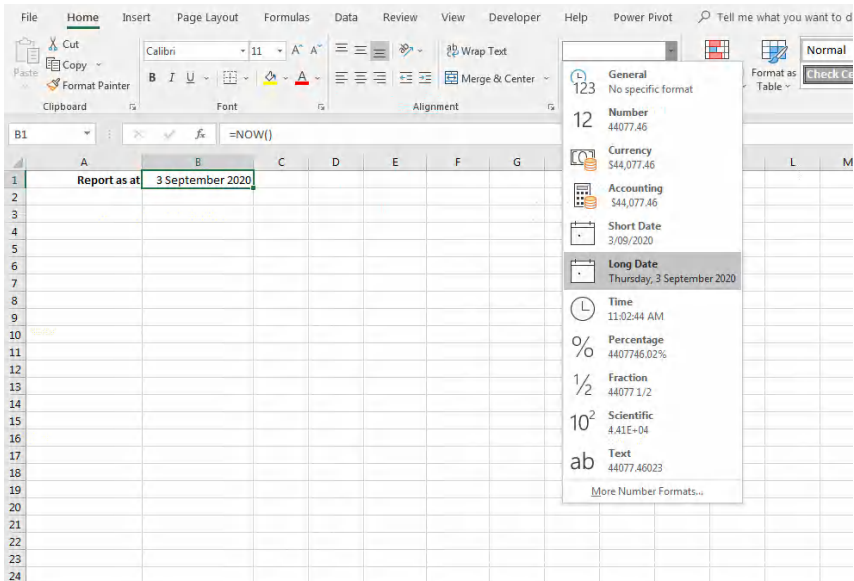 File Home Insert Page Layout Formulas Data Review View Developer Help Power Pivot Tell me what you want to d
Paste
Cut
Copy
Format Painter
Clipboard
Calibri 11 A A
B I U A
Font
Wrap Text
Merge & Center
Alignment
Format as
Table
Normal
Check Ce
B1 fx =NOW()
A B C D E F G L M
1 Report as at 3 September 2020
2
3
4
5
6
7
8
9
10
11
12
13
14
15
16
17
18
19
20
21
22
23
24
123 General
No specific format
12 Number
44077.46
Currency
$44,077.46
Accounting
$44,077.46
Short Date
3/09/2020
Long Date
Thursday, 3 September 2020
Time
11:02:44 AM
% Percentage
4407746.02%
1/2 Fraction
44077 1/2
10² Scientific
4.41E+04
ab Text
44077.46023
More Number Formats...